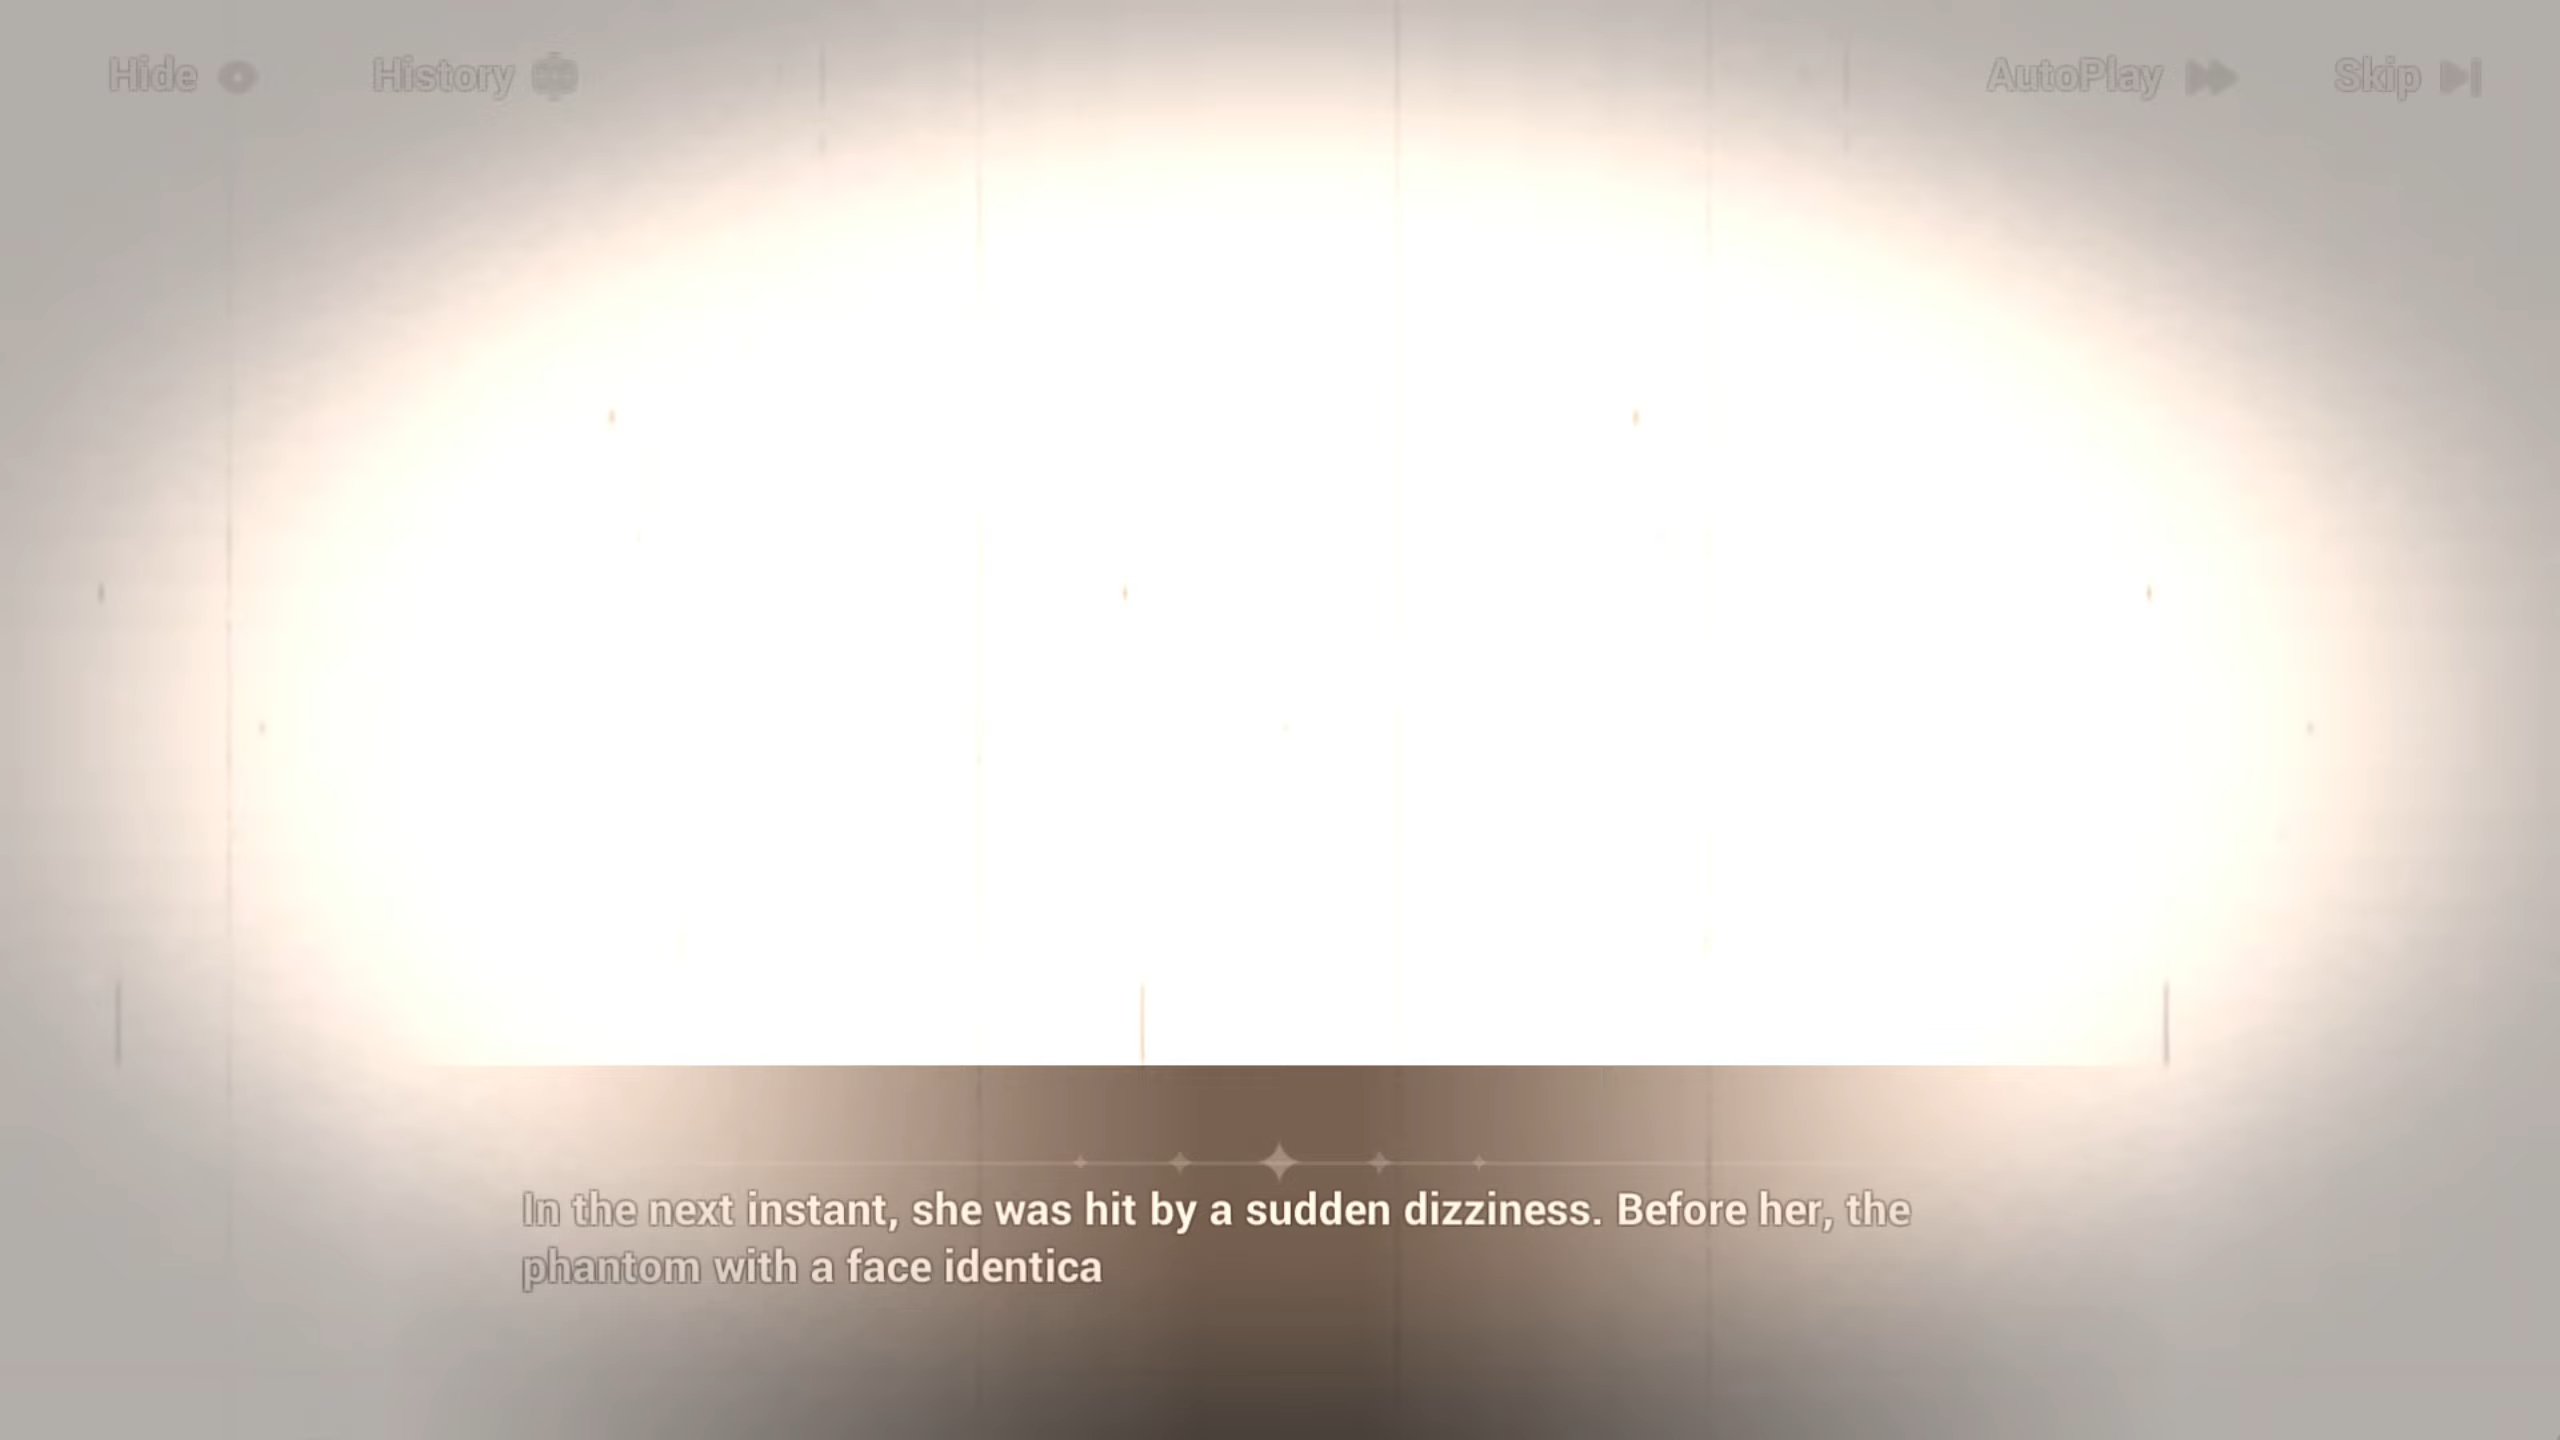 Hide
History
AutoPlay
Skip
In the next instant, she was hit by a sudden dizziness. Before her, the
phantom with a face identica